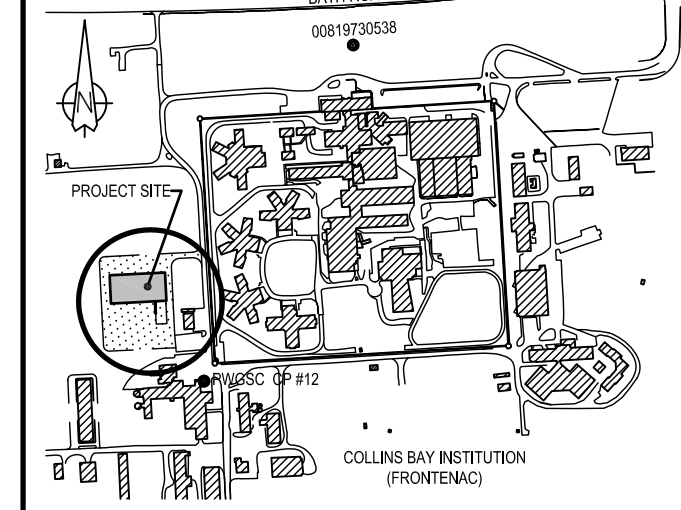 00819730538
N
PROJECT SITE
PWGSC CP #12
COLLINS BAY INSTITUTION
(FRONTENAC)